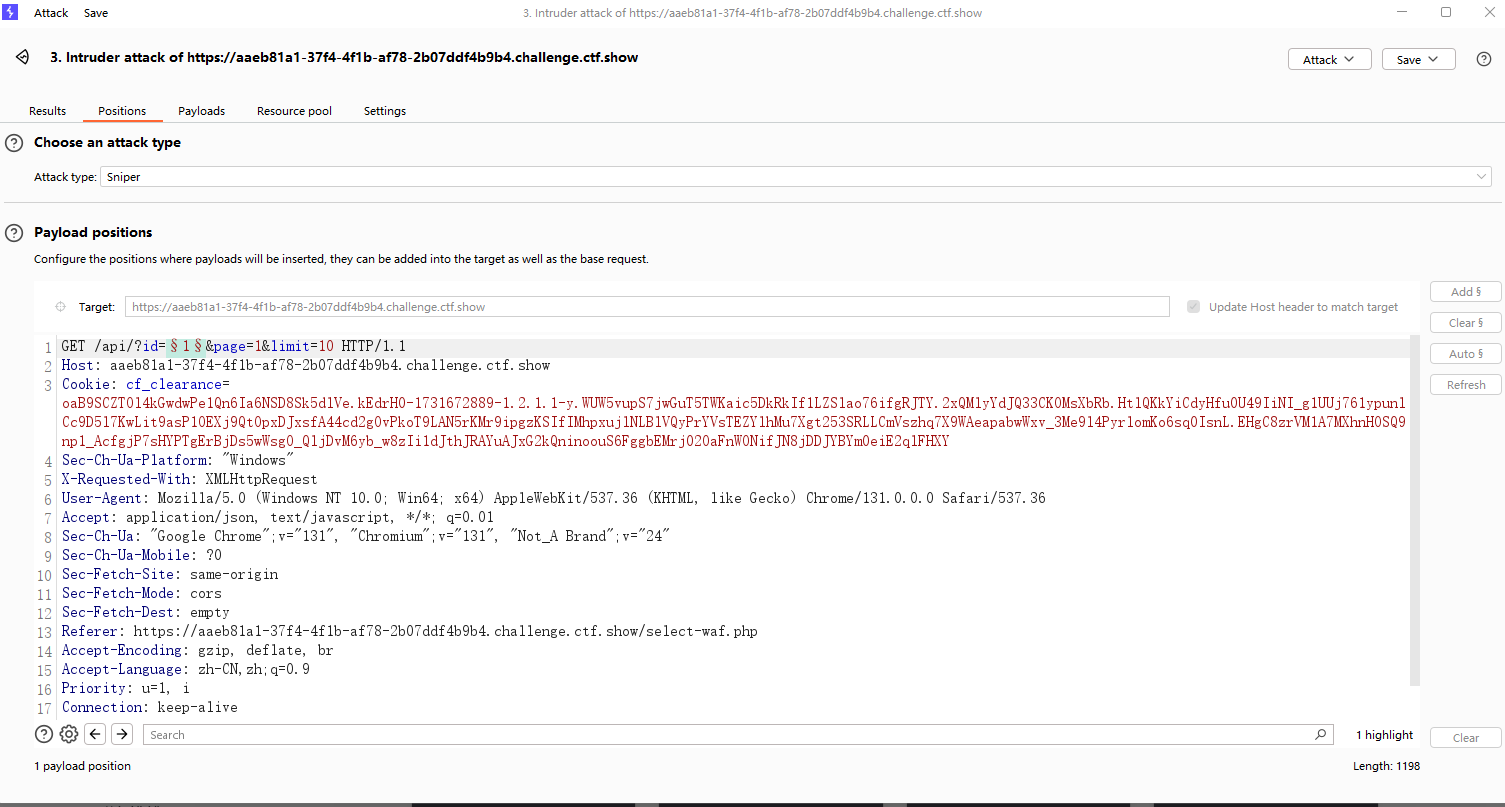 Attack Save 3. Intruder attack of https://aaeb81a1-37f4-4f1b-af78-2b07ddf4b9b4.challenge.ctf.show
3. Intruder attack of https://aaeb81a1-37f4-4f1b-af78-2b07ddf4b9b4.challenge.ctf.show Attack Save
Results Positions Payloads Resource pool Settings
Choose an attack type
Attack type: Sniper
Payload positions
Configure the positions where payloads will be inserted, they can be added into the target as well as the base request.
Target: https://aaeb81a1-37f4-4f1b-af78-2b07ddf4b9b4.challenge.ctf.show Update Host header to match target
Add §
Clear §
Auto §
Refresh
1 GET /api/?id=§1§&page=1&limit=10 HTTP/1.1
2 Host: aaeb81a1-37f4-4f1b-af78-2b07ddf4b9b4.challenge.ctf.show
3 Cookie: cf_clearance=
4 Sec-Ch-Ua-Platform: "Windows"
5 X-Requested-With: XMLHttpRequest
6 User-Agent: Mozilla/5.0 (Windows NT 10.0; Win64; x64) AppleWebKit/537.36 (KHTML, like Gecko) Chrome/131.0.0.0 Safari/537.36
7 Accept: application/json, text/javascript, */*; q=0.01
8 Sec-Ch-Ua: "Google Chrome";v="131", "Chromium";v="131", "Not_A Brand";v="24"
9 Sec-Ch-Ua-Mobile: ?0
10 Sec-Fetch-Site: same-origin
11 Sec-Fetch-Mode: cors
12 Sec-Fetch-Dest: empty
13 Referer: https://aaeb81a1-37f4-4f1b-af78-2b07ddf4b9b4.challenge.ctf.show/select-waf.php
14 Accept-Encoding: gzip, deflate, br
15 Accept-Language: zh-CN,zh;q=0.9
16 Priority: u=1, i
17 Connection: keep-alive
Search 1 highlight Clear
1 payload position Length: 1198